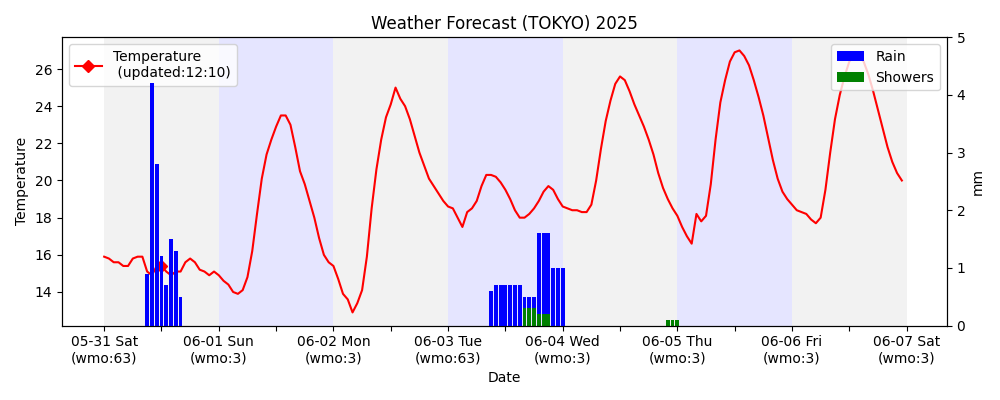 Weather Forecast (TOKYO) 2025
Temperature
(updated:12:10)
Rain
Showers
Temperature
26
24
22
20
18
16
14
5
4
3
2
1
0
mm
05-31 Sat
(wmo:63)
06-01 Sun
(wmo:3)
06-02 Mon
(wmo:3)
06-03 Tue
(wmo:63)
06-04 Wed
(wmo:3)
06-05 Thu
(wmo:3)
06-06 Fri
(wmo:3)
06-07 Sat
(wmo:3)
Date